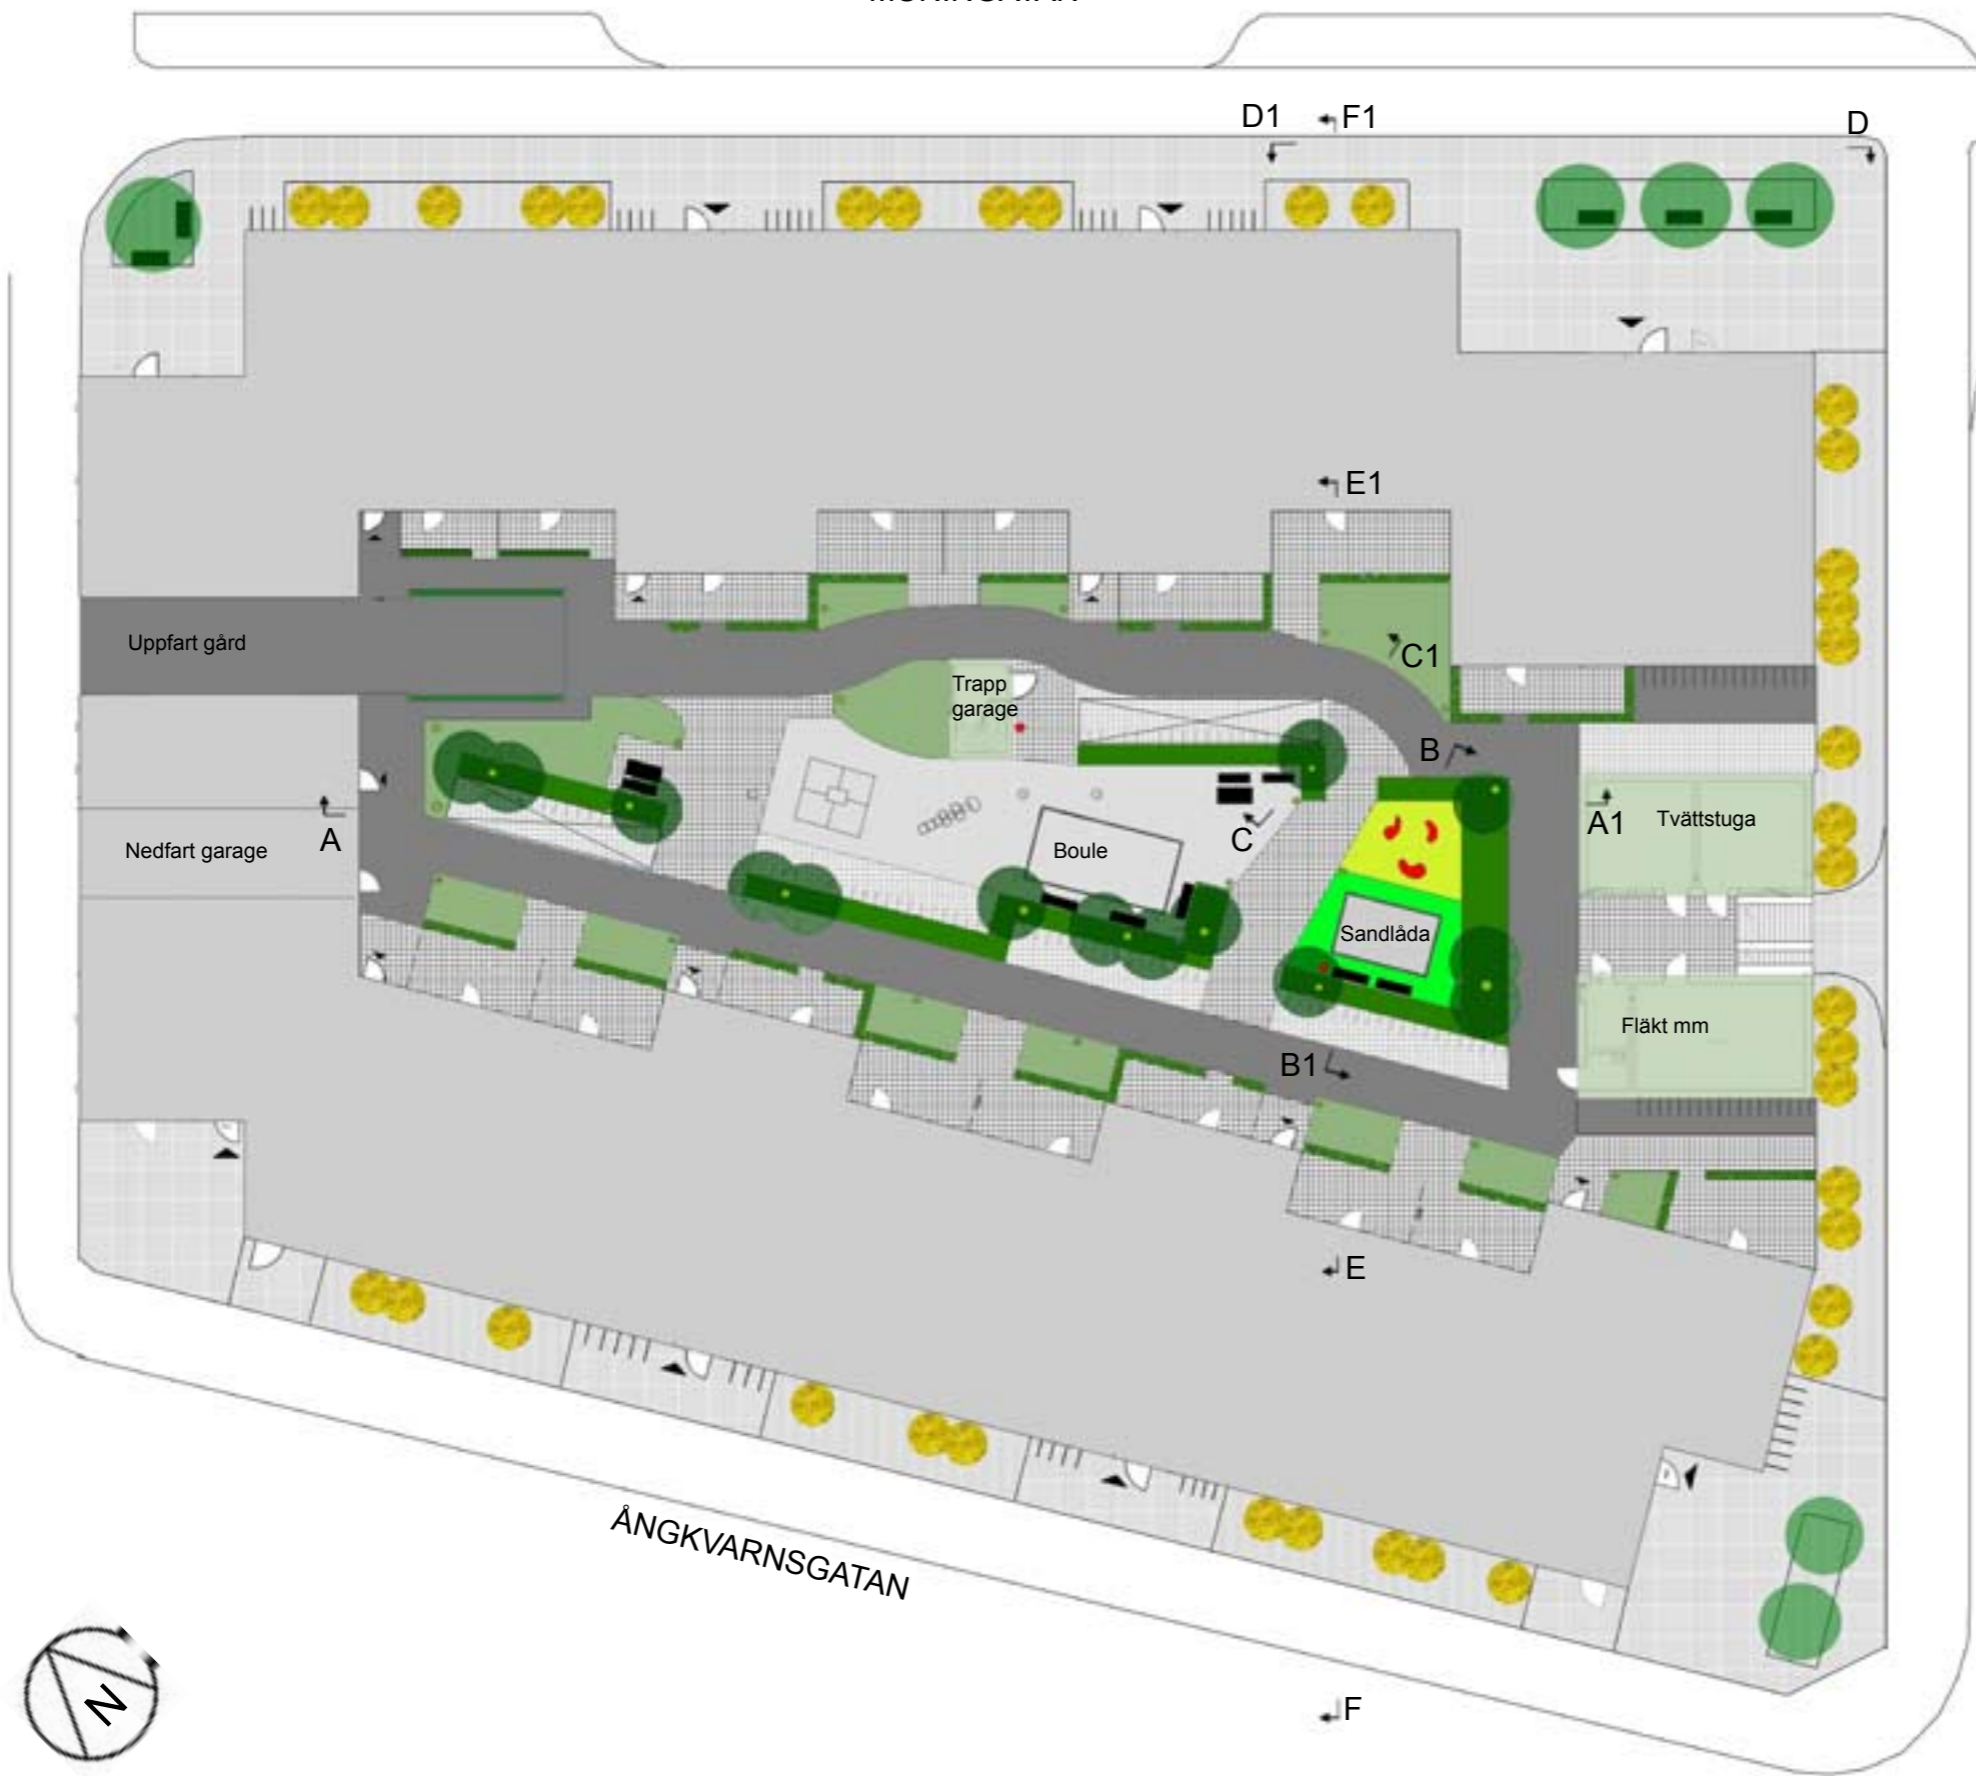 D1
F1
D
E1
Uppfart gård
C1
Trapp
garage
B
A
A1
Tvättstuga
Nedfart garage
C
Boule
Sandlåda
Fläkt mm
B1
E
ÅNGKVARNSGATAN
N
F